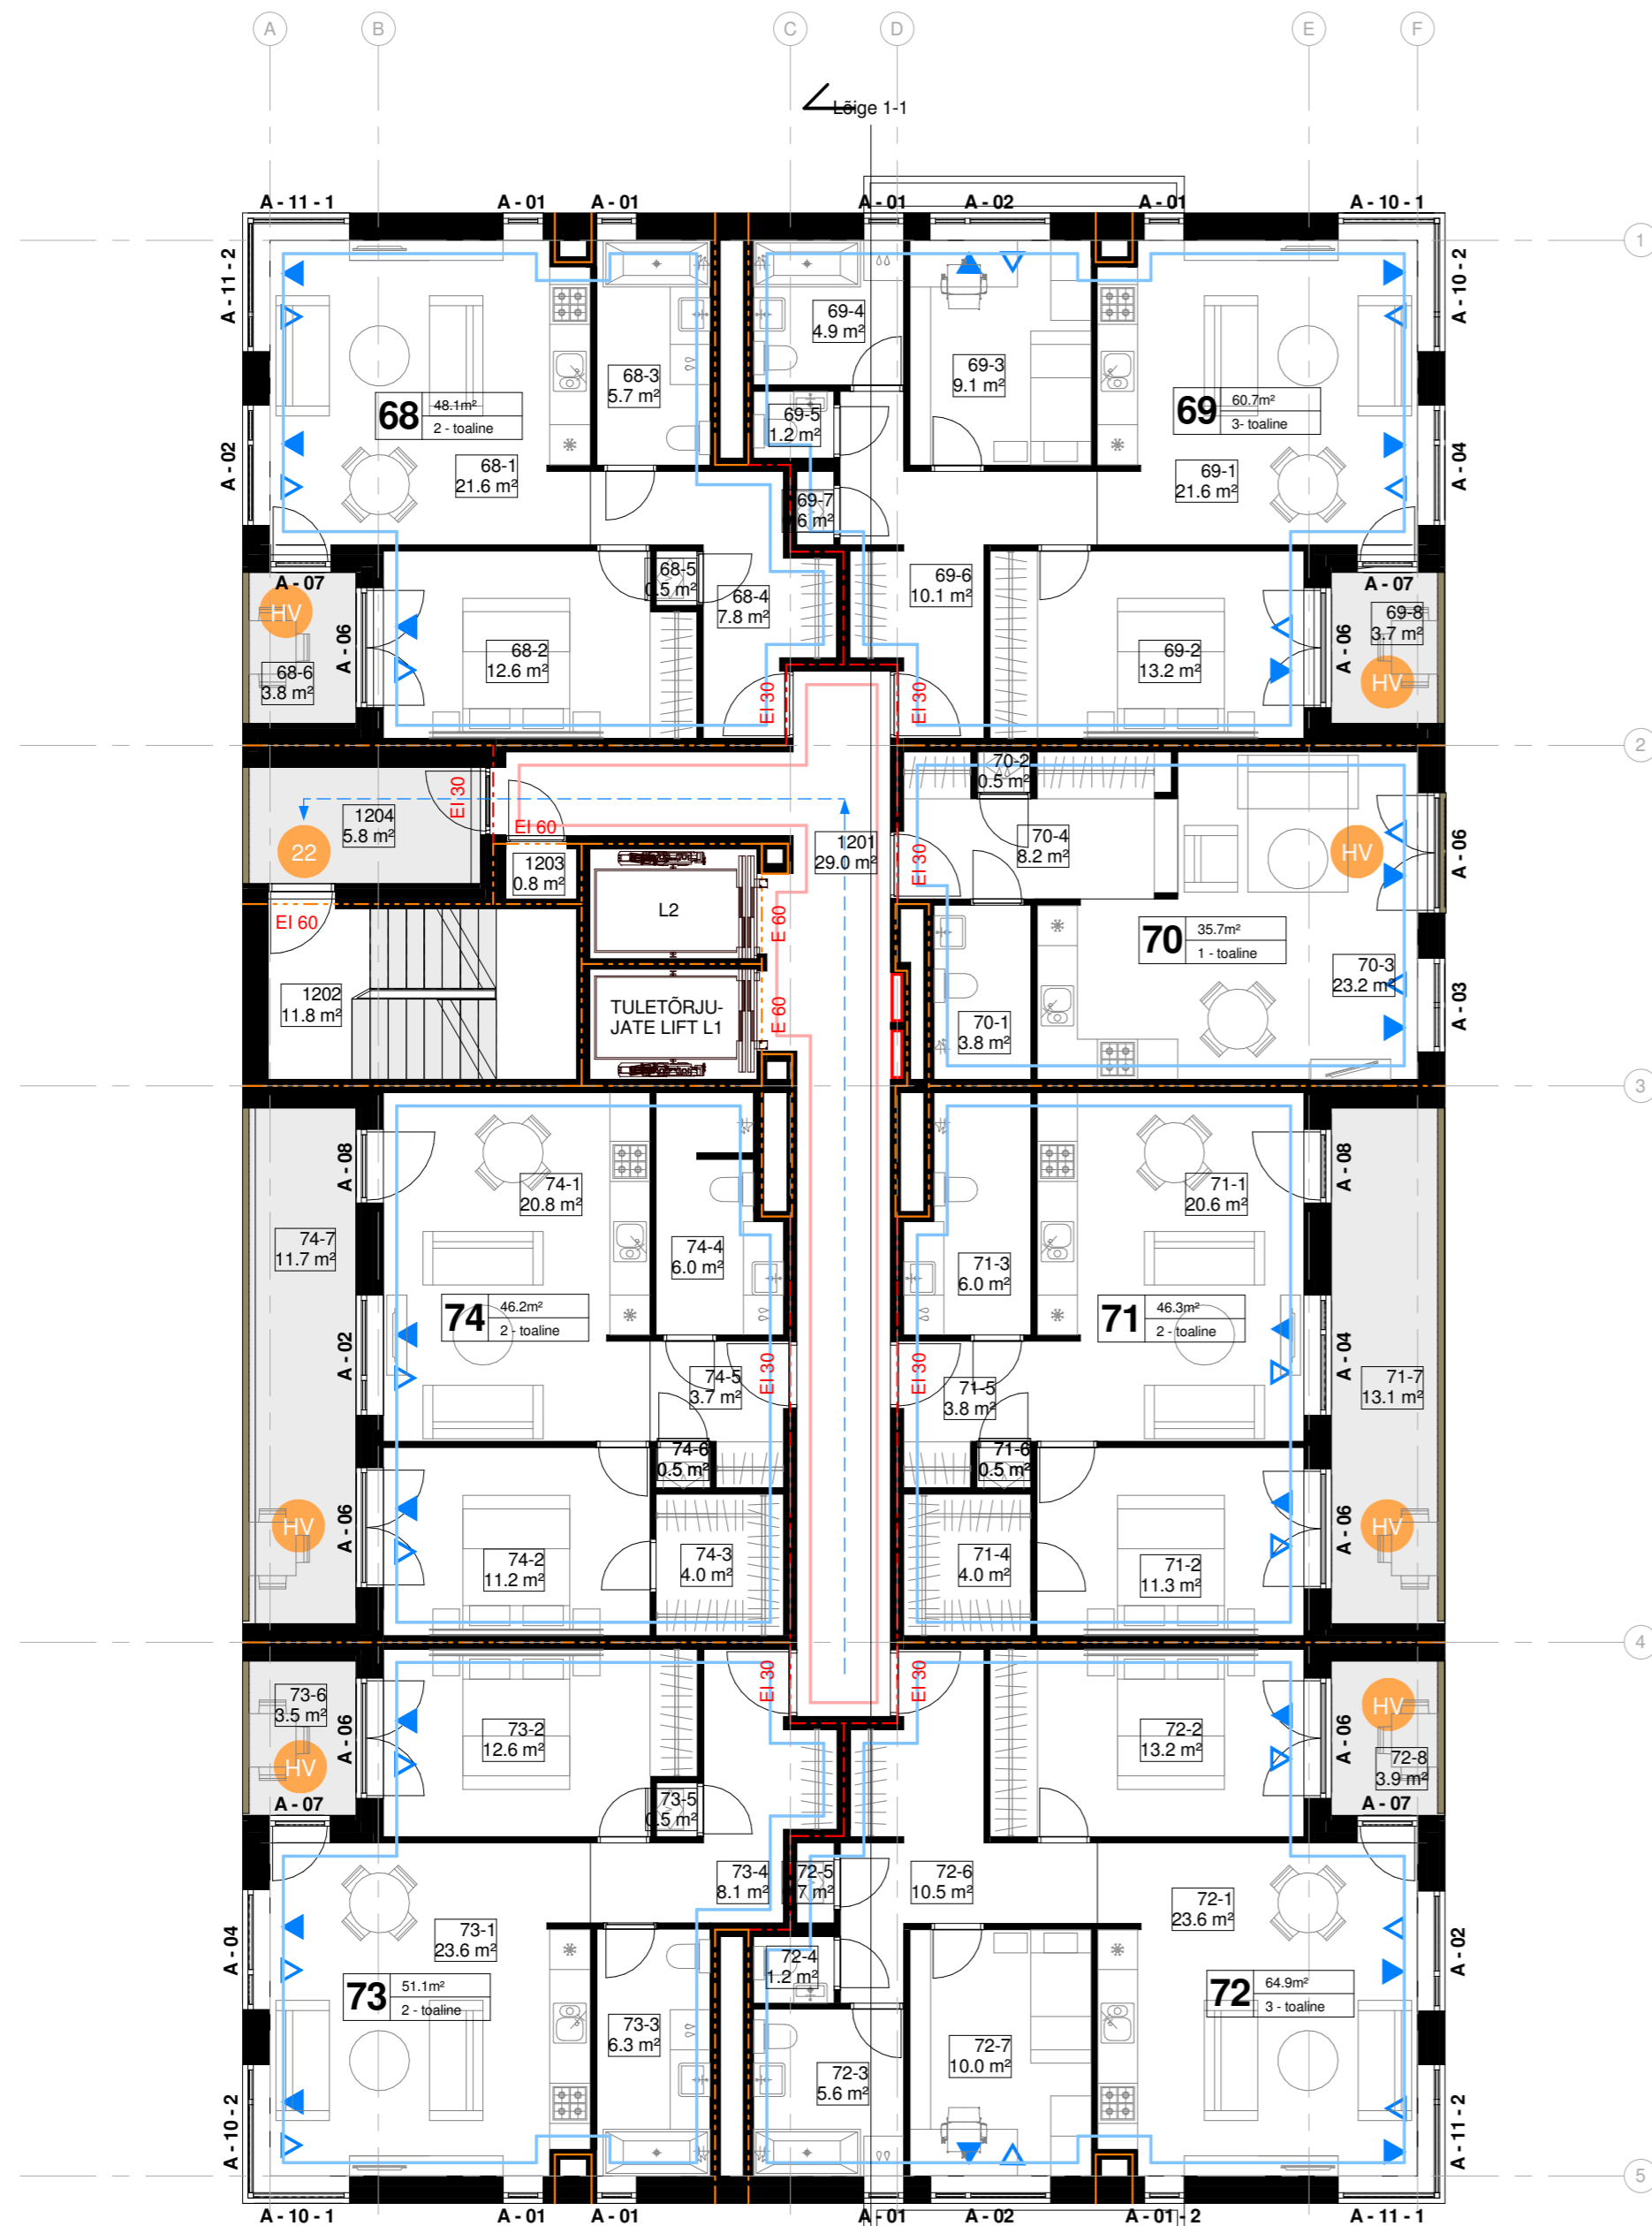 A
B
C
D
E
F
Lõige 1-1
A - 11 - 1
A - 01
A - 01
A - 01
A - 02
A - 01
A - 10 - 1
1
A - 11 - 2
A - 10 - 2
69-4
4.9 m²
69-3
9.1 m²
68-3
5.7 m²
68
48.1m²
2 - toaline
69
60.7m²
3- toaline
69-5
1.2 m²
A - 02
A - 04
68-1
21.6 m²
69-1
21.6 m²
69-7
6 m²
A - 07
68-5
0.5 m²
68-4
7.8 m²
69-6
10.1 m²
A - 07
69-8
3.7 m²
HV
A - 06
68-2
12.6 m²
69-2
13.2 m²
A - 06
68-6
3.8 m²
HV
EI 30
EI 30
2
70-2
0.5 m²
EI 30
1204
5.8 m²
EI 60
1201
29.0 m²
70-4
8.2 m²
22
HV
A - 06
1203
0.8 m²
EI 30
EI 60
L2
E 60
70
35.7m²
1 - toaline
70-3
23.2 m²
1202
11.8 m²
TULETÕRJU-
JATE LIFT L1
E 60
70-1
3.8 m²
A - 03
3
A - 08
A - 08
74-1
20.8 m²
71-1
20.6 m²
74-7
11.7 m²
74-4
6.0 m²
71-3
6.0 m²
74
46.2m²
2 - toaline
71
46.3m²
2 - toaline
A - 02
A - 04
74-5
3.7 m²
EI 30
EI 30
71-5
3.8 m²
71-7
13.1 m²
74-6
0.5 m²
71-6
0.5 m²
HV
A - 06
A - 06
HV
74-2
11.2 m²
74-3
4.0 m²
71-4
4.0 m²
71-2
11.3 m²
4
73-6
3.5 m²
EI 30
EI 30
HV
A - 06
73-2
12.6 m²
72-2
13.2 m²
A - 06
HV
72-8
3.9 m²
A - 07
73-5
0.5 m²
A - 07
73-4
8.1 m²
72-5
7 m²
72-6
10.5 m²
72-1
23.6 m²
73-1
23.6 m²
A - 04
A - 02
72-4
1.2 m²
73
51.1m²
2 - toaline
72
64.9m²
3 - toaline
73-3
6.3 m²
72-7
10.0 m²
72-3
5.6 m²
A - 10 - 2
A - 11 - 2
5
A - 10 - 1
A - 01
A - 01
A - 01
A - 02
A - 01 - 2
A - 11 - 1